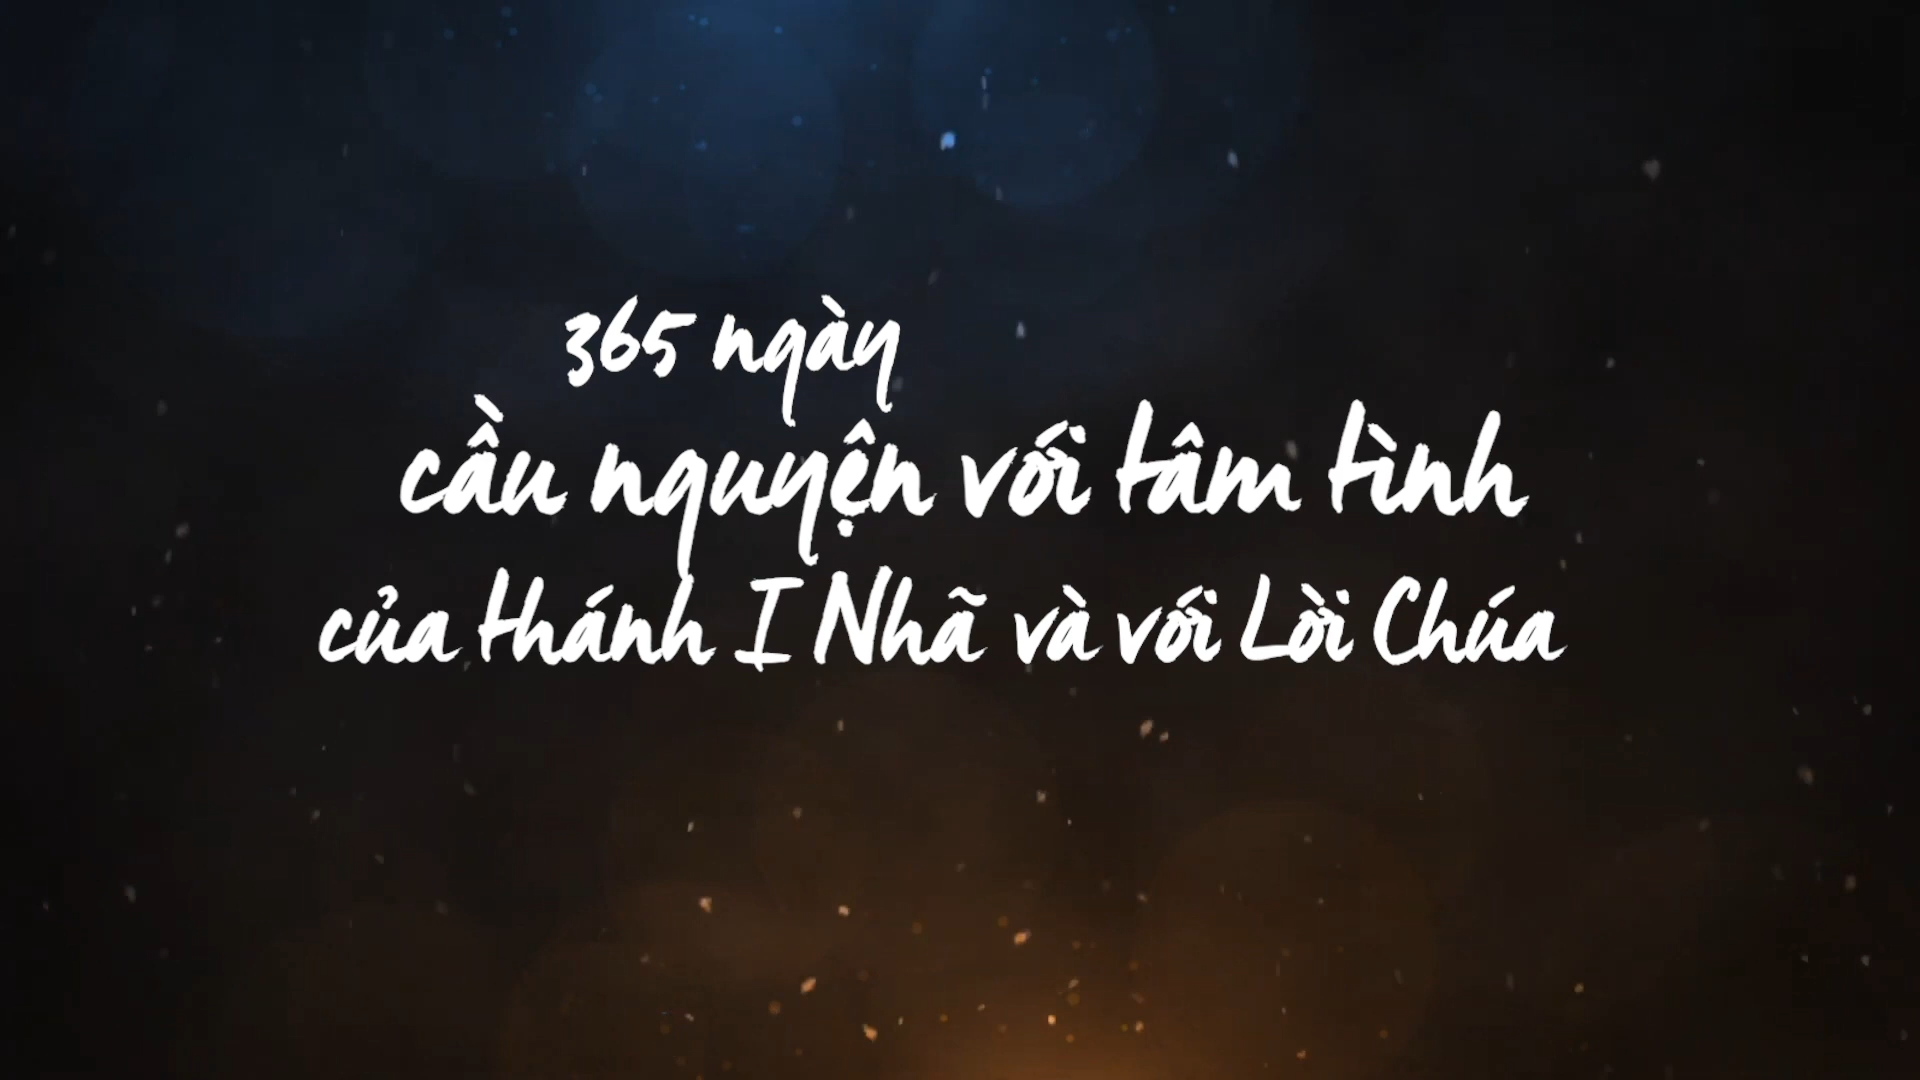 365 ngày
cầu nguyện với tâm tình
của thánh I Nhã và với Lời Chúa